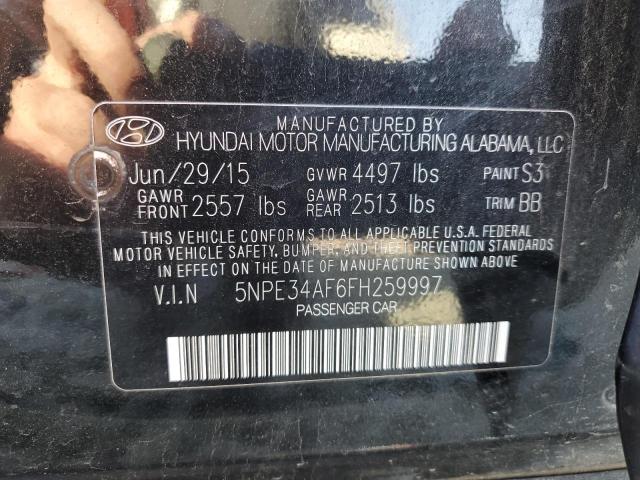 MANUFACTURED BY
HYUNDAI MOTOR MANUFACTURING ALABAMA, LLC
Jun/29/15 GVWR 4497 lbs PAINT S3
GAWR FRONT 2557 lbs GAWR REAR 2513 lbs TRIM BB
THIS VEHICLE CONFORMS TO ALL APPLICABLE U.S.A. FEDERAL
MOTOR VEHICLE SAFETY, BUMPER, AND THEFT PREVENTION STANDARDS
IN EFFECT ON THE DATE OF MANUFACTURE SHOWN ABOVE.
V.I.N 5NPE34AF6FH259997
PASSENGER CAR